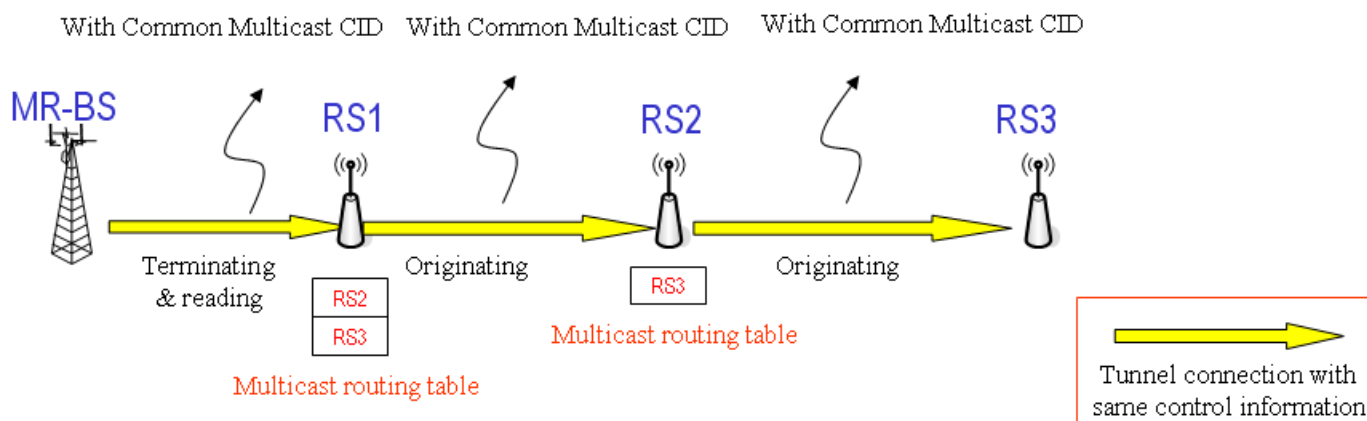 With Common Multicast CID
With Common Multicast CID
With Common Multicast CID
MR-BS
RS1
RS2
RS3
Terminating
& reading
Originating
Originating
RS2
RS3
RS3
Multicast routing table
Multicast routing table
Tunnel connection with
same control information